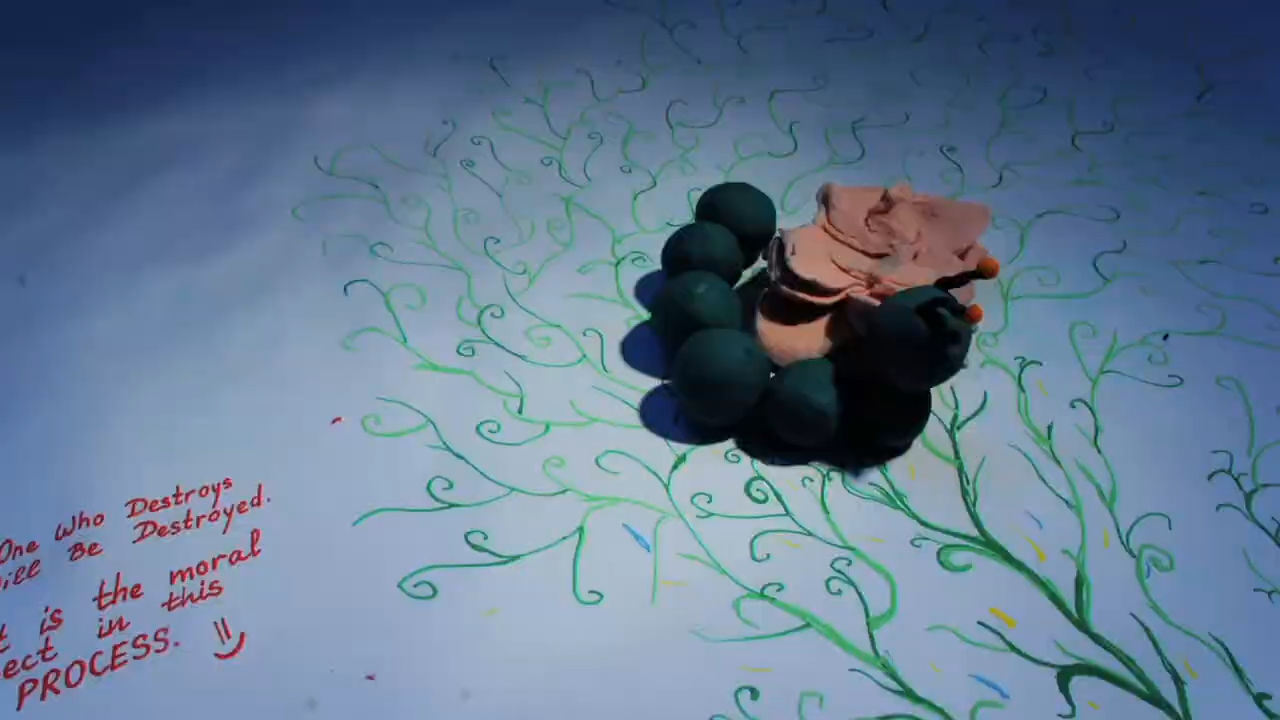 One who Destroys
Be Destroyed.
is the moral
in this
PROCESS.